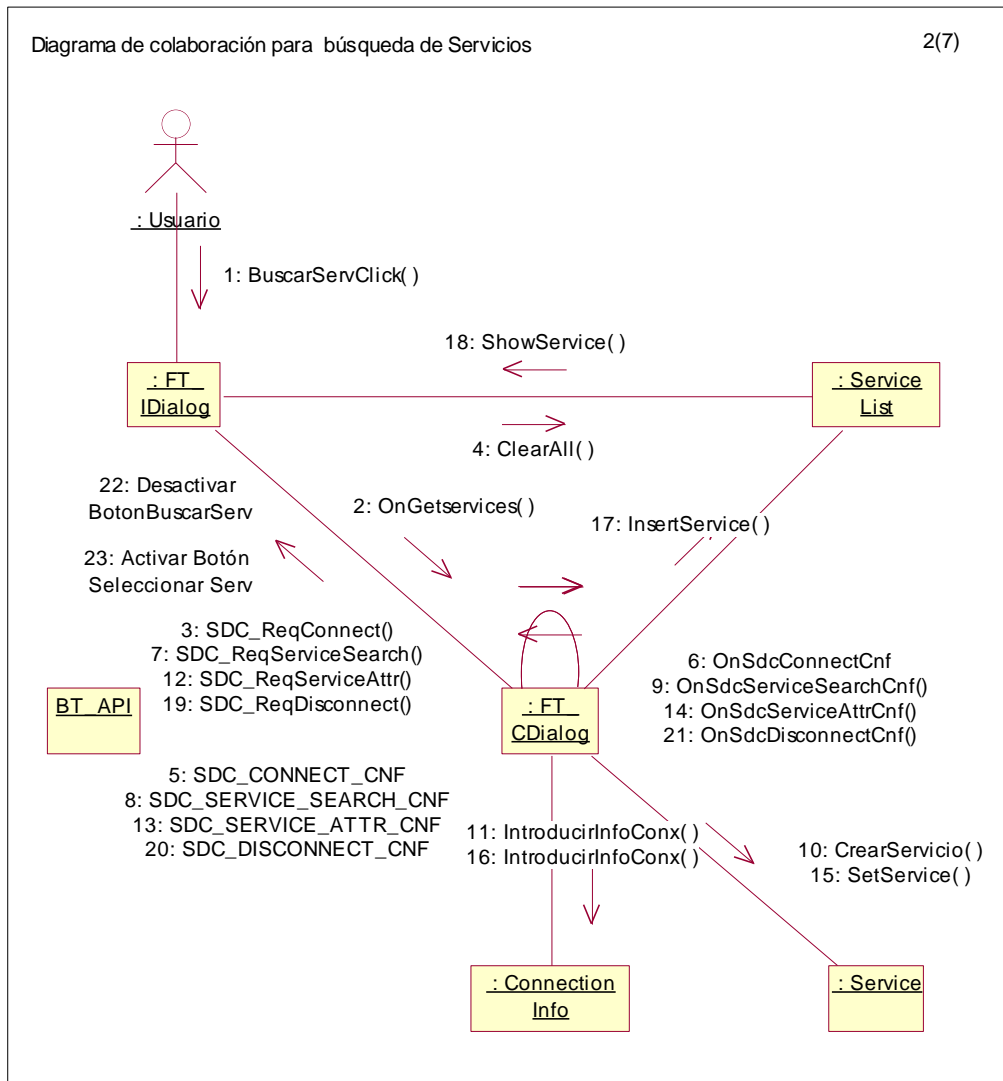 Diagrama de colaboración para búsqueda de Servicios
2(7)
: Usuario
1: BuscarServClick( )
18: ShowService( )
: FT_
IDialog
: Service
List
4: ClearAll( )
22: Desactivar
BotonBuscarServ
2: OnGetservices( )
17: InsertService( )
23: Activar Botón
Seleccionar Serv
3: SDC_ReqConnect()
7: SDC_ReqServiceSearch()
12: SDC_ReqServiceAttr()
19: SDC_ReqDisconnect()
6: OnSdcConnectCnf
9: OnSdcServiceSearchCnf()
14: OnSdcServiceAttrCnf()
21: OnSdcDisconnectCnf()
BT_API
: FT_
CDialog
5: SDC_CONNECT_CNF
8: SDC_SERVICE_SEARCH_CNF
13: SDC_SERVICE_ATTR_CNF
20: SDC_DISCONNECT_CNF
11: IntroducirInfoConx( )
16: IntroducirInfoConx( )
10: CrearServicio( )
15: SetService( )
: Connection
Info
: Service